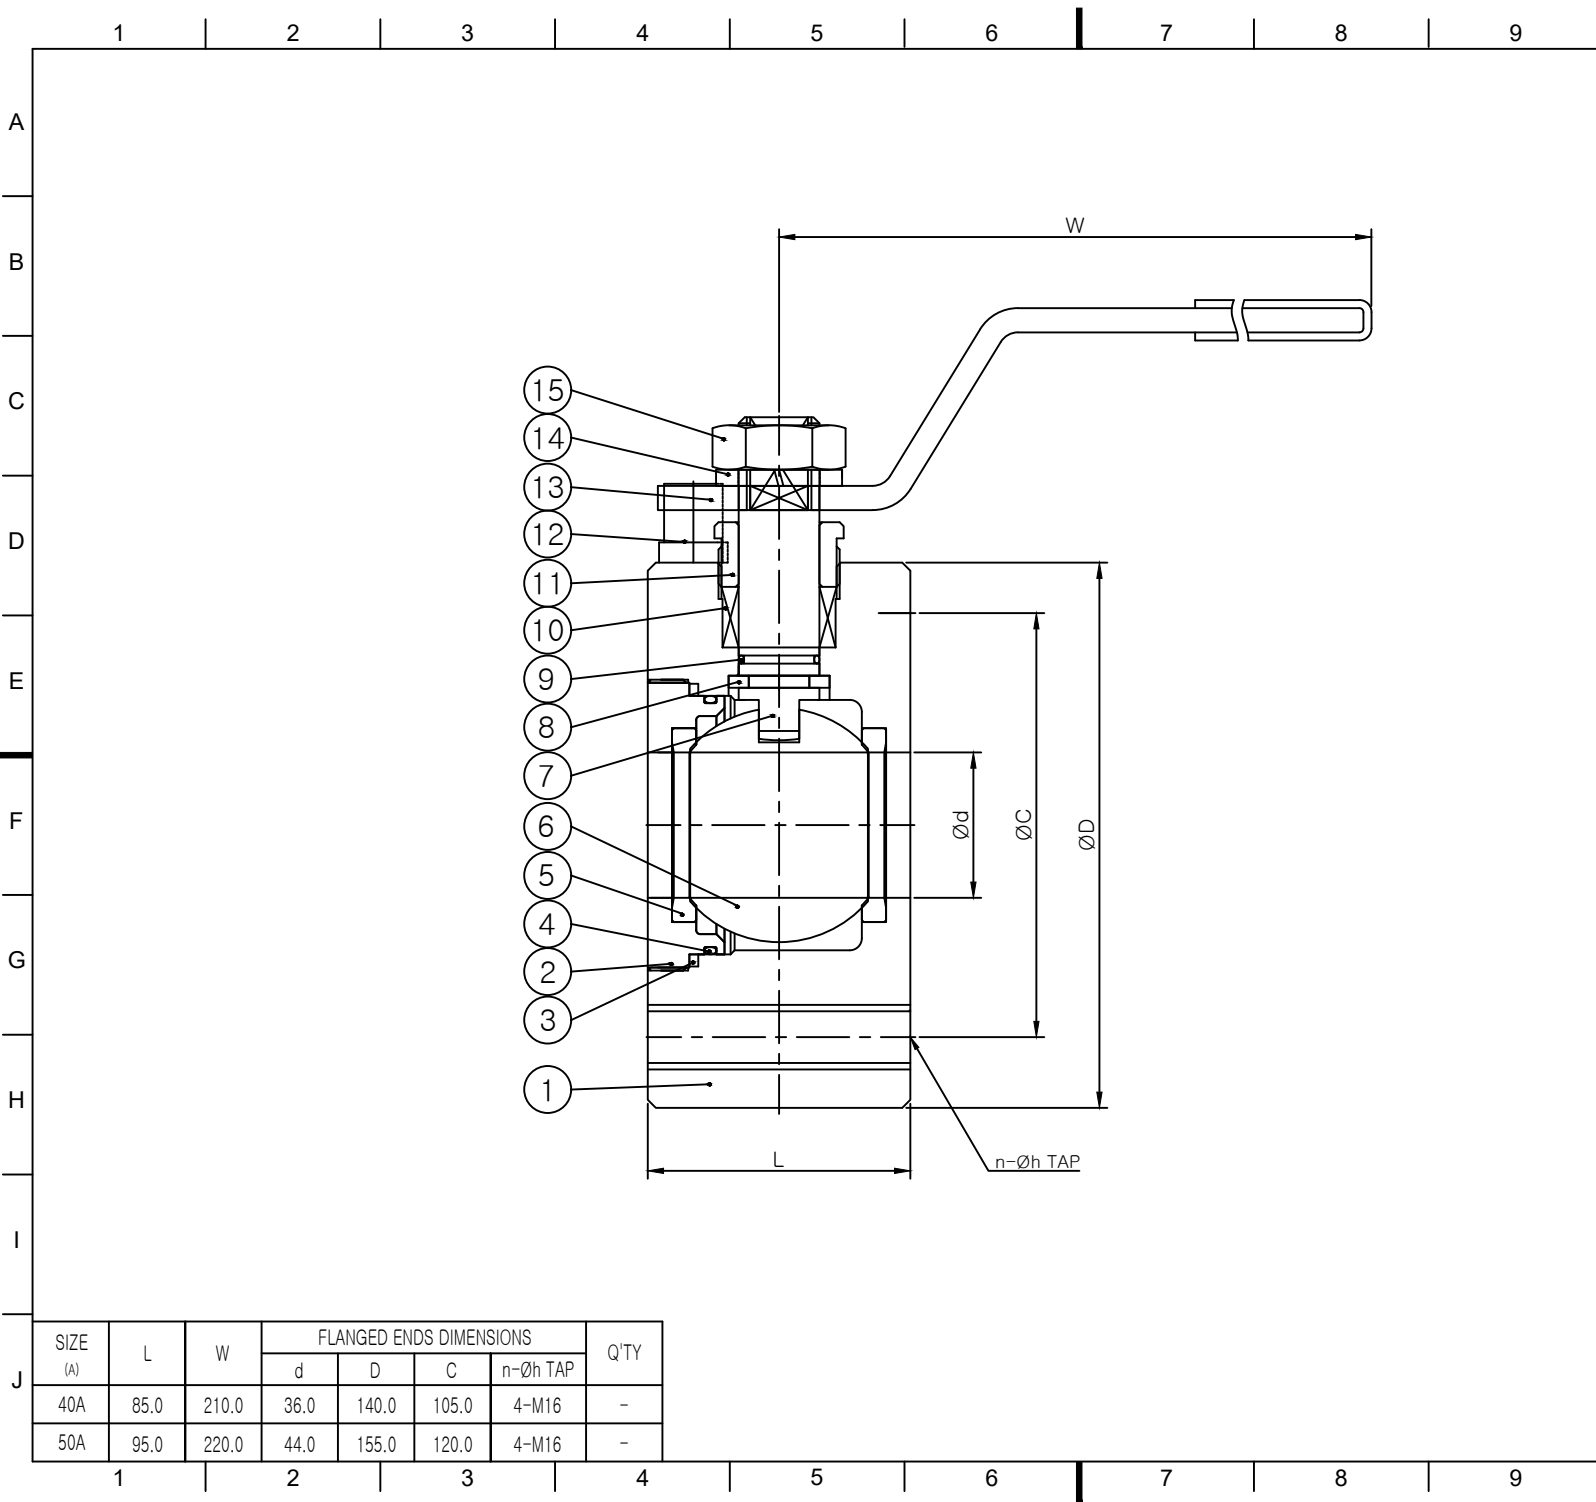 1 2 3 4 5 6 7 8 9
A
W
B
C
15
14
13
D
12
11
10
E
9
8
7
F
6
Ød
ØC
ØD
5
4
G
2
3
H
1
L
n-Øh TAP
I
J
SIZE (A) L W FLANGED ENDS DIMENSIONS Q'TY
d D C n-Øh TAP
40A 85.0 210.0 36.0 140.0 105.0 4-M16 -
50A 95.0 220.0 44.0 155.0 120.0 4-M16 -
1 2 3 4 5 6 7 8 9